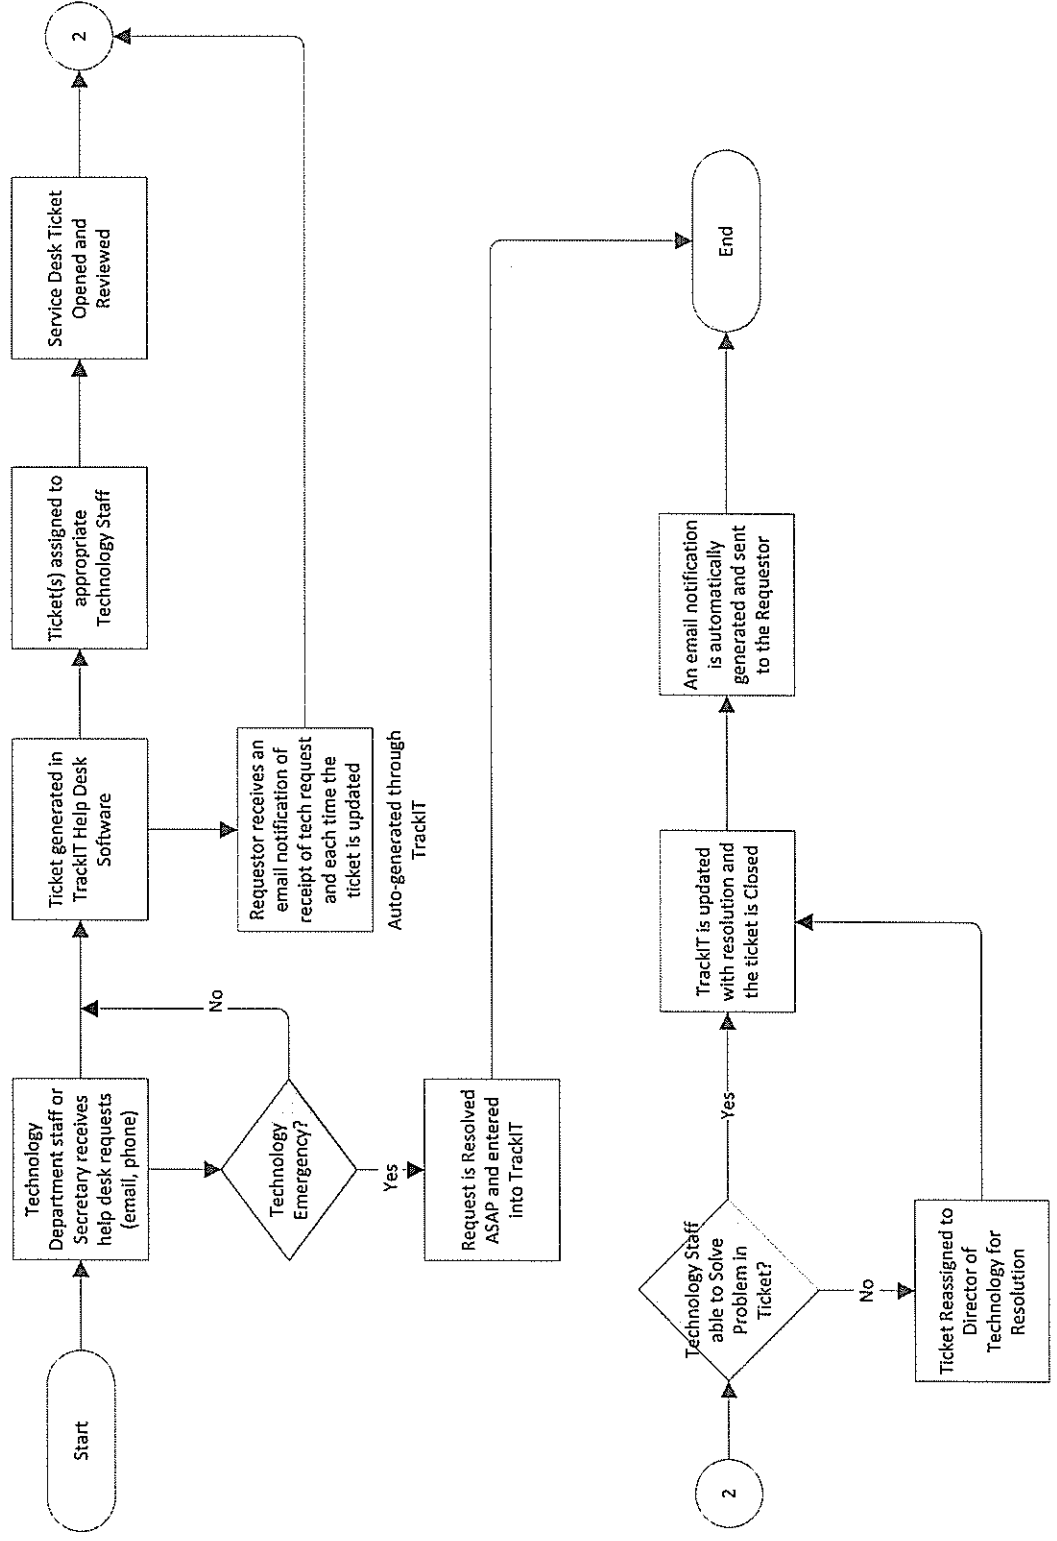 Start
Technology
Department staff or
Secretary receives
help desk requests
(email, phone)
Ticket generated in
TrackIT Help Desk
Software
Ticket(s) assigned to
appropriate
Technology Staff
Service Desk Ticket
Opened and
Reviewed
2
No
Technology
Emergency?
Requestor receives an
email notification of
receipt of tech request
and each time the
ticket is updated
Auto-generated through
TrackIT
Yes
Request is Resolved
ASAP and entered
into TrackIT
2
Technology Staff
able to Solve
Problem in
Ticket?
Yes
TrackIT is updated
with resolution and
the ticket is Closed
An email notification
is automatically
generated and sent
to the Requestor
End
No
Ticket Reassigned to
Director of
Technology for
Resolution